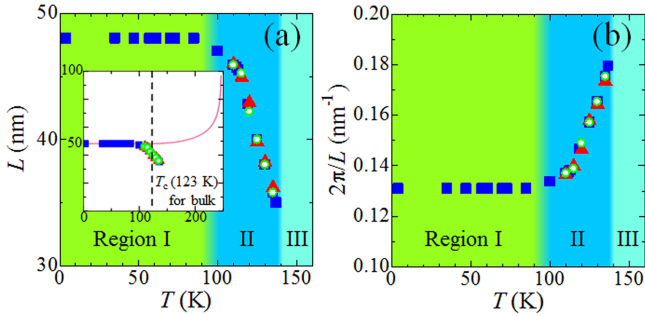 (a)
L (nm)
50
40
30
100
50
0
0
100
200
T_c (123 K)
for bulk
Region I
II
III
0
50
100
150
T (K)
(b)
2π/L (nm⁻¹)
0.20
0.18
0.16
0.14
0.12
0.10
Region I
II
III
0
50
100
150
T (K)